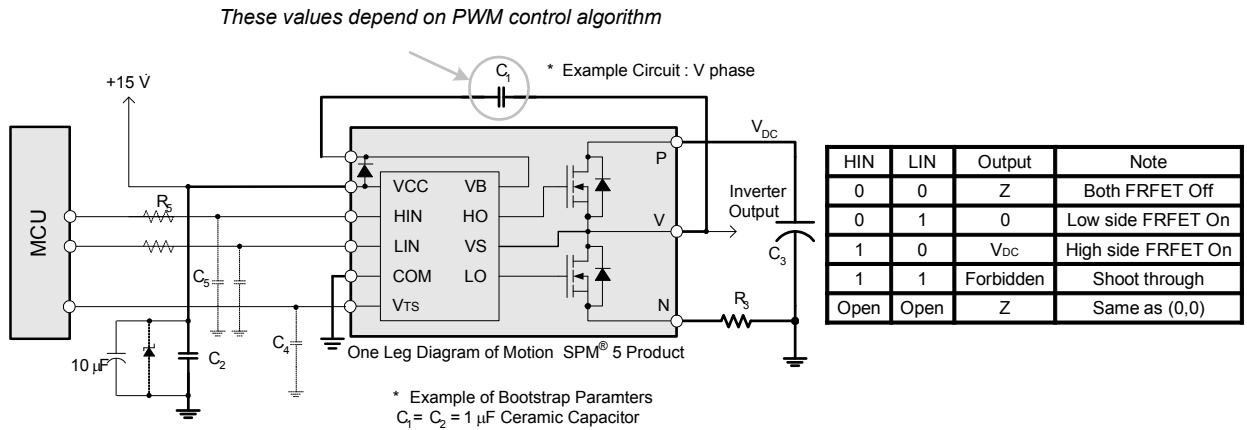 These values depend on PWM control algorithm
C1
* Example Circuit : V phase
+15 V
MCU
R5
C5
C4
10 μF
C2
VCC
HIN
LIN
COM
VTS
VB
HO
VS
LO
P
V
N
VDC
Inverter
Output
C3
R3
One Leg Diagram of Motion SPM® 5 Product
* Example of Bootstrap Paramters
C1= C2 = 1 μF Ceramic Capacitor
HIN LIN Output Note
0 0 Z Both FRFET Off
0 1 0 Low side FRFET On
1 0 VDC High side FRFET On
1 1 Forbidden Shoot through
Open Open Z Same as (0,0)